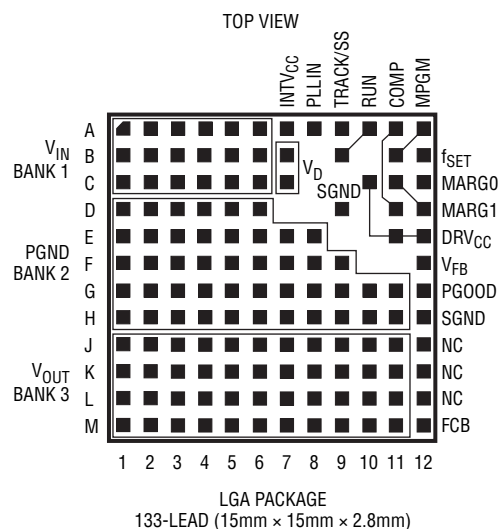 TOP VIEW
INTVCC
PLLIN
TRACK/SS
RUN
COMP
MPGM
A
B
C
D
E
F
G
H
J
K
L
M
VIN
BANK 1
PGND
BANK 2
VOUT
BANK 3
VD
SGND
fSET
MARG0
MARG1
DRVCC
VFB
PGOOD
SGND
NC
NC
NC
FCB
1 2 3 4 5 6 7 8 9 10 11 12
LGA PACKAGE
133-LEAD (15mm × 15mm × 2.8mm)